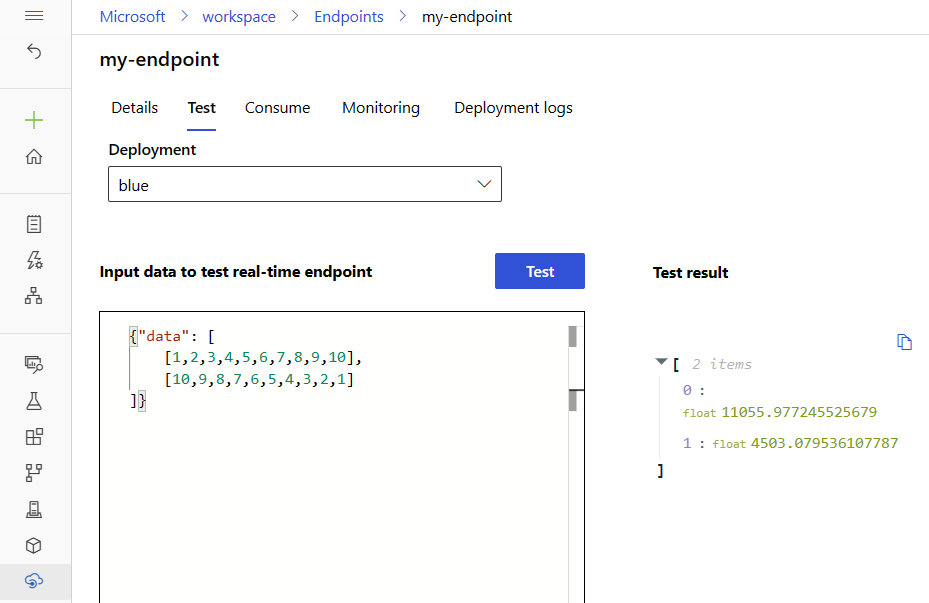 Microsoft > workspace > Endpoints > my-endpoint
my-endpoint
Details Test Consume Monitoring Deployment logs
Deployment
blue
Input data to test real-time endpoint
Test
Test result
{"data": [
[1,2,3,4,5,6,7,8,9,10],
[10,9,8,7,6,5,4,3,2,1]
]}
[ 2 items
0 :
float 11055.977245525679
1 : float 4503.079536107787
]